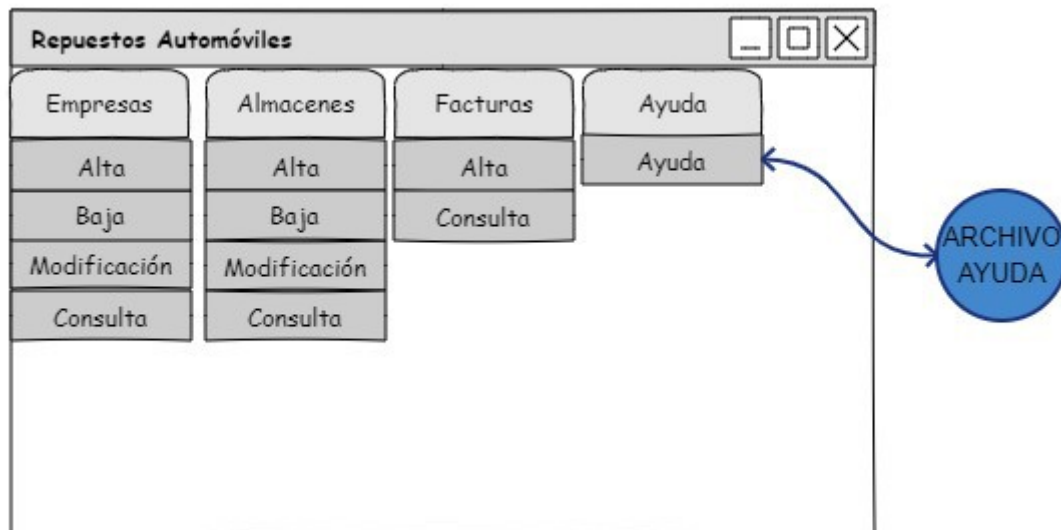 Repuestos Automóviles
Empresas
Alta
Baja
Modificación
Consulta
Almacenes
Alta
Baja
Modificación
Consulta
Facturas
Alta
Consulta
Ayuda
Ayuda
ARCHIVO
AYUDA